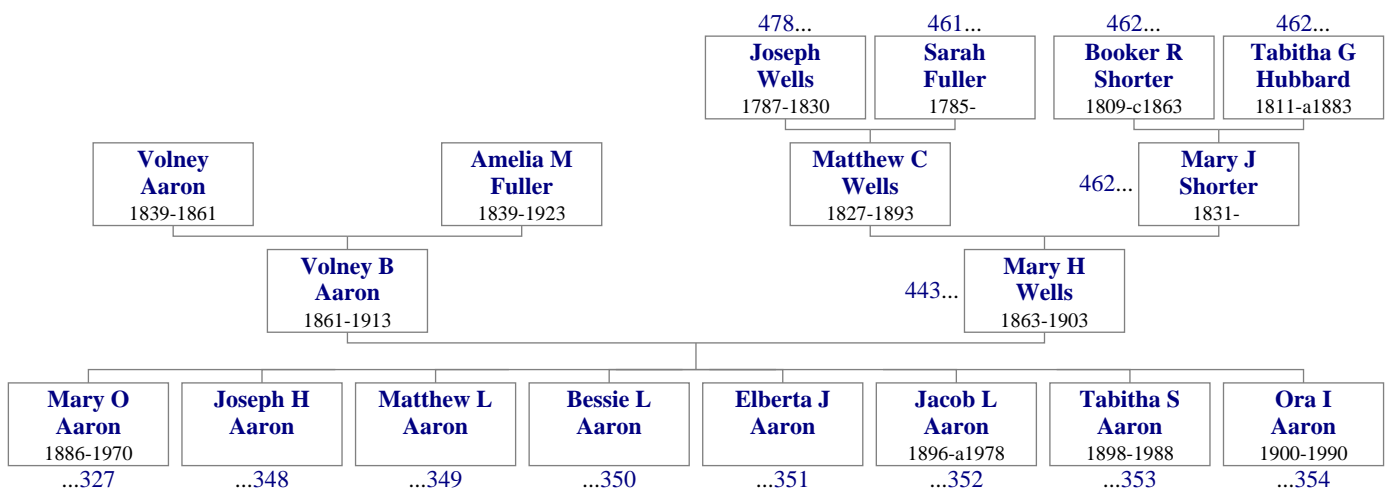 478...
461...
462...
462...
Joseph
Wells
1787-1830
Sarah
Fuller
1785-
Booker R
Shorter
1809-c1863
Tabitha G
Hubbard
1811-a1883
Volney
Aaron
1839-1861
Amelia M
Fuller
1839-1923
Matthew C
Wells
1827-1893
462...
Mary J
Shorter
1831-
Volney B
Aaron
1861-1913
443...
Mary H
Wells
1863-1903
Mary O
Aaron
1886-1970
...327
Joseph H
Aaron
...348
Matthew L
Aaron
...349
Bessie L
Aaron
...350
Elberta J
Aaron
...351
Jacob L
Aaron
1896-a1978
...352
Tabitha S
Aaron
1898-1988
...353
Ora I
Aaron
1900-1990
...354